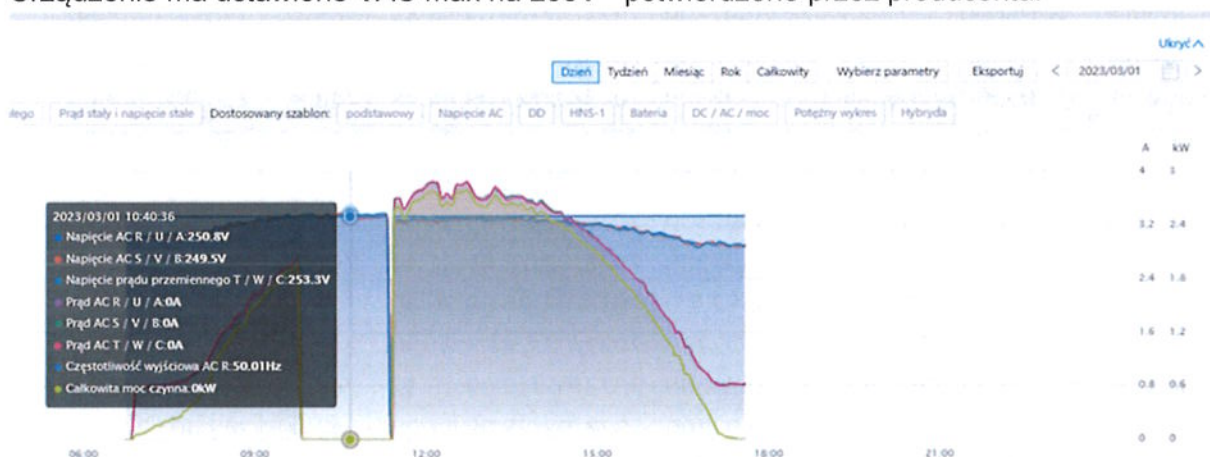 Ukryć
Dzień Tydzień Miesiąc Rok Całkowity Wybierz parametry Eksportuj < 2023/03/01 >
Prąd stały i napięcie stałe Dostosowany szablon: podstawowy Napięcie AC DD HNS-1 Bateria DC / AC / moc Potężny wykres Hybryda
A kW
4 3
2023/03/01 10:40:36
Napięcie AC R / U / A:250.8V
3.2 2.4
Napięcie AC S / V / B:249.5V
Napięcie prądu przemiennego T / W / C:253.3V
2.4 1.8
Prąd AC R / U / A:0A
Prąd AC S / V / B:0A
1.6 1.2
Prąd AC T / W / C:0A
Częstotliwość wyjściowa AC R:50.01Hz
0.8 0.6
Całkowita moc czynna:0kW
0 0
06:00 09:00 12:00 15:00 18:00 21:00